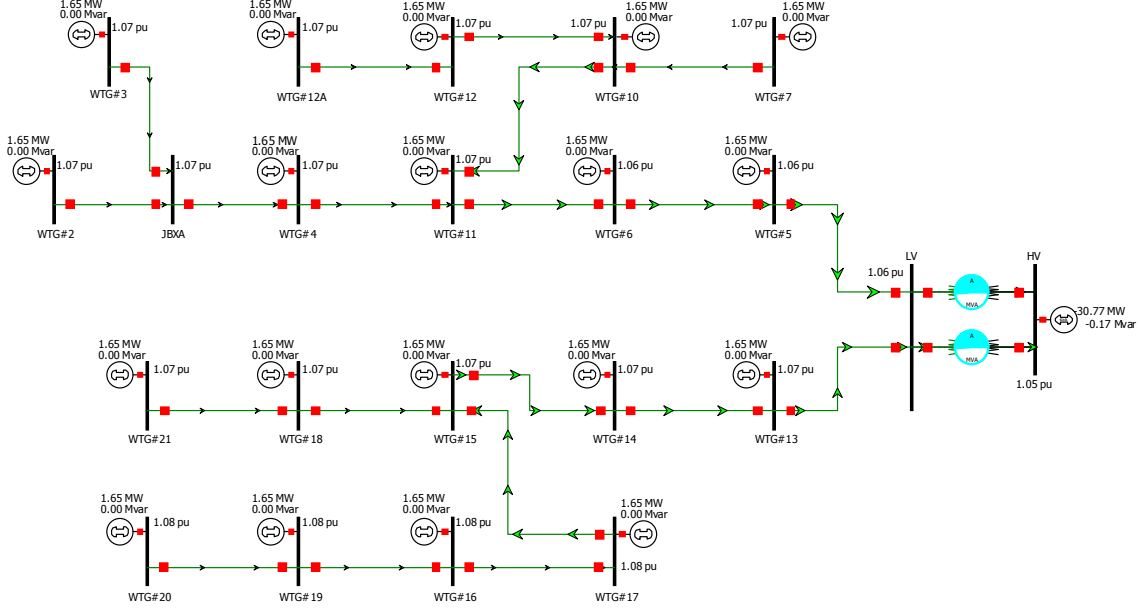 1.65 MW
0.00 Mvar
1.07 pu
WTG#3
1.65 MW
0.00 Mvar
1.07 pu
WTG#12A
1.65 MW
0.00 Mvar
1.07 pu
WTG#12
1.65 MW
0.00 Mvar
1.07 pu
WTG#10
1.65 MW
0.00 Mvar
1.07 pu
WTG#7
1.65 MW
0.00 Mvar
1.07 pu
WTG#2
1.07 pu
JBXA
1.65 MW
0.00 Mvar
1.07 pu
WTG#4
1.65 MW
0.00 Mvar
1.07 pu
WTG#11
1.65 MW
0.00 Mvar
1.06 pu
WTG#6
1.65 MW
0.00 Mvar
1.06 pu
WTG#5
LV
1.06 pu
A
MVA
A
MVA
HV
-30.77 MW
-0.17 Mvar
1.05 pu
1.65 MW
0.00 Mvar
1.07 pu
WTG#21
1.65 MW
0.00 Mvar
1.07 pu
WTG#18
1.65 MW
0.00 Mvar
1.07 pu
WTG#15
1.65 MW
0.00 Mvar
1.07 pu
WTG#14
1.65 MW
0.00 Mvar
1.07 pu
WTG#13
1.65 MW
0.00 Mvar
1.08 pu
WTG#20
1.65 MW
0.00 Mvar
1.08 pu
WTG#19
1.65 MW
0.00 Mvar
1.08 pu
WTG#16
1.65 MW
0.00 Mvar
1.08 pu
WTG#17